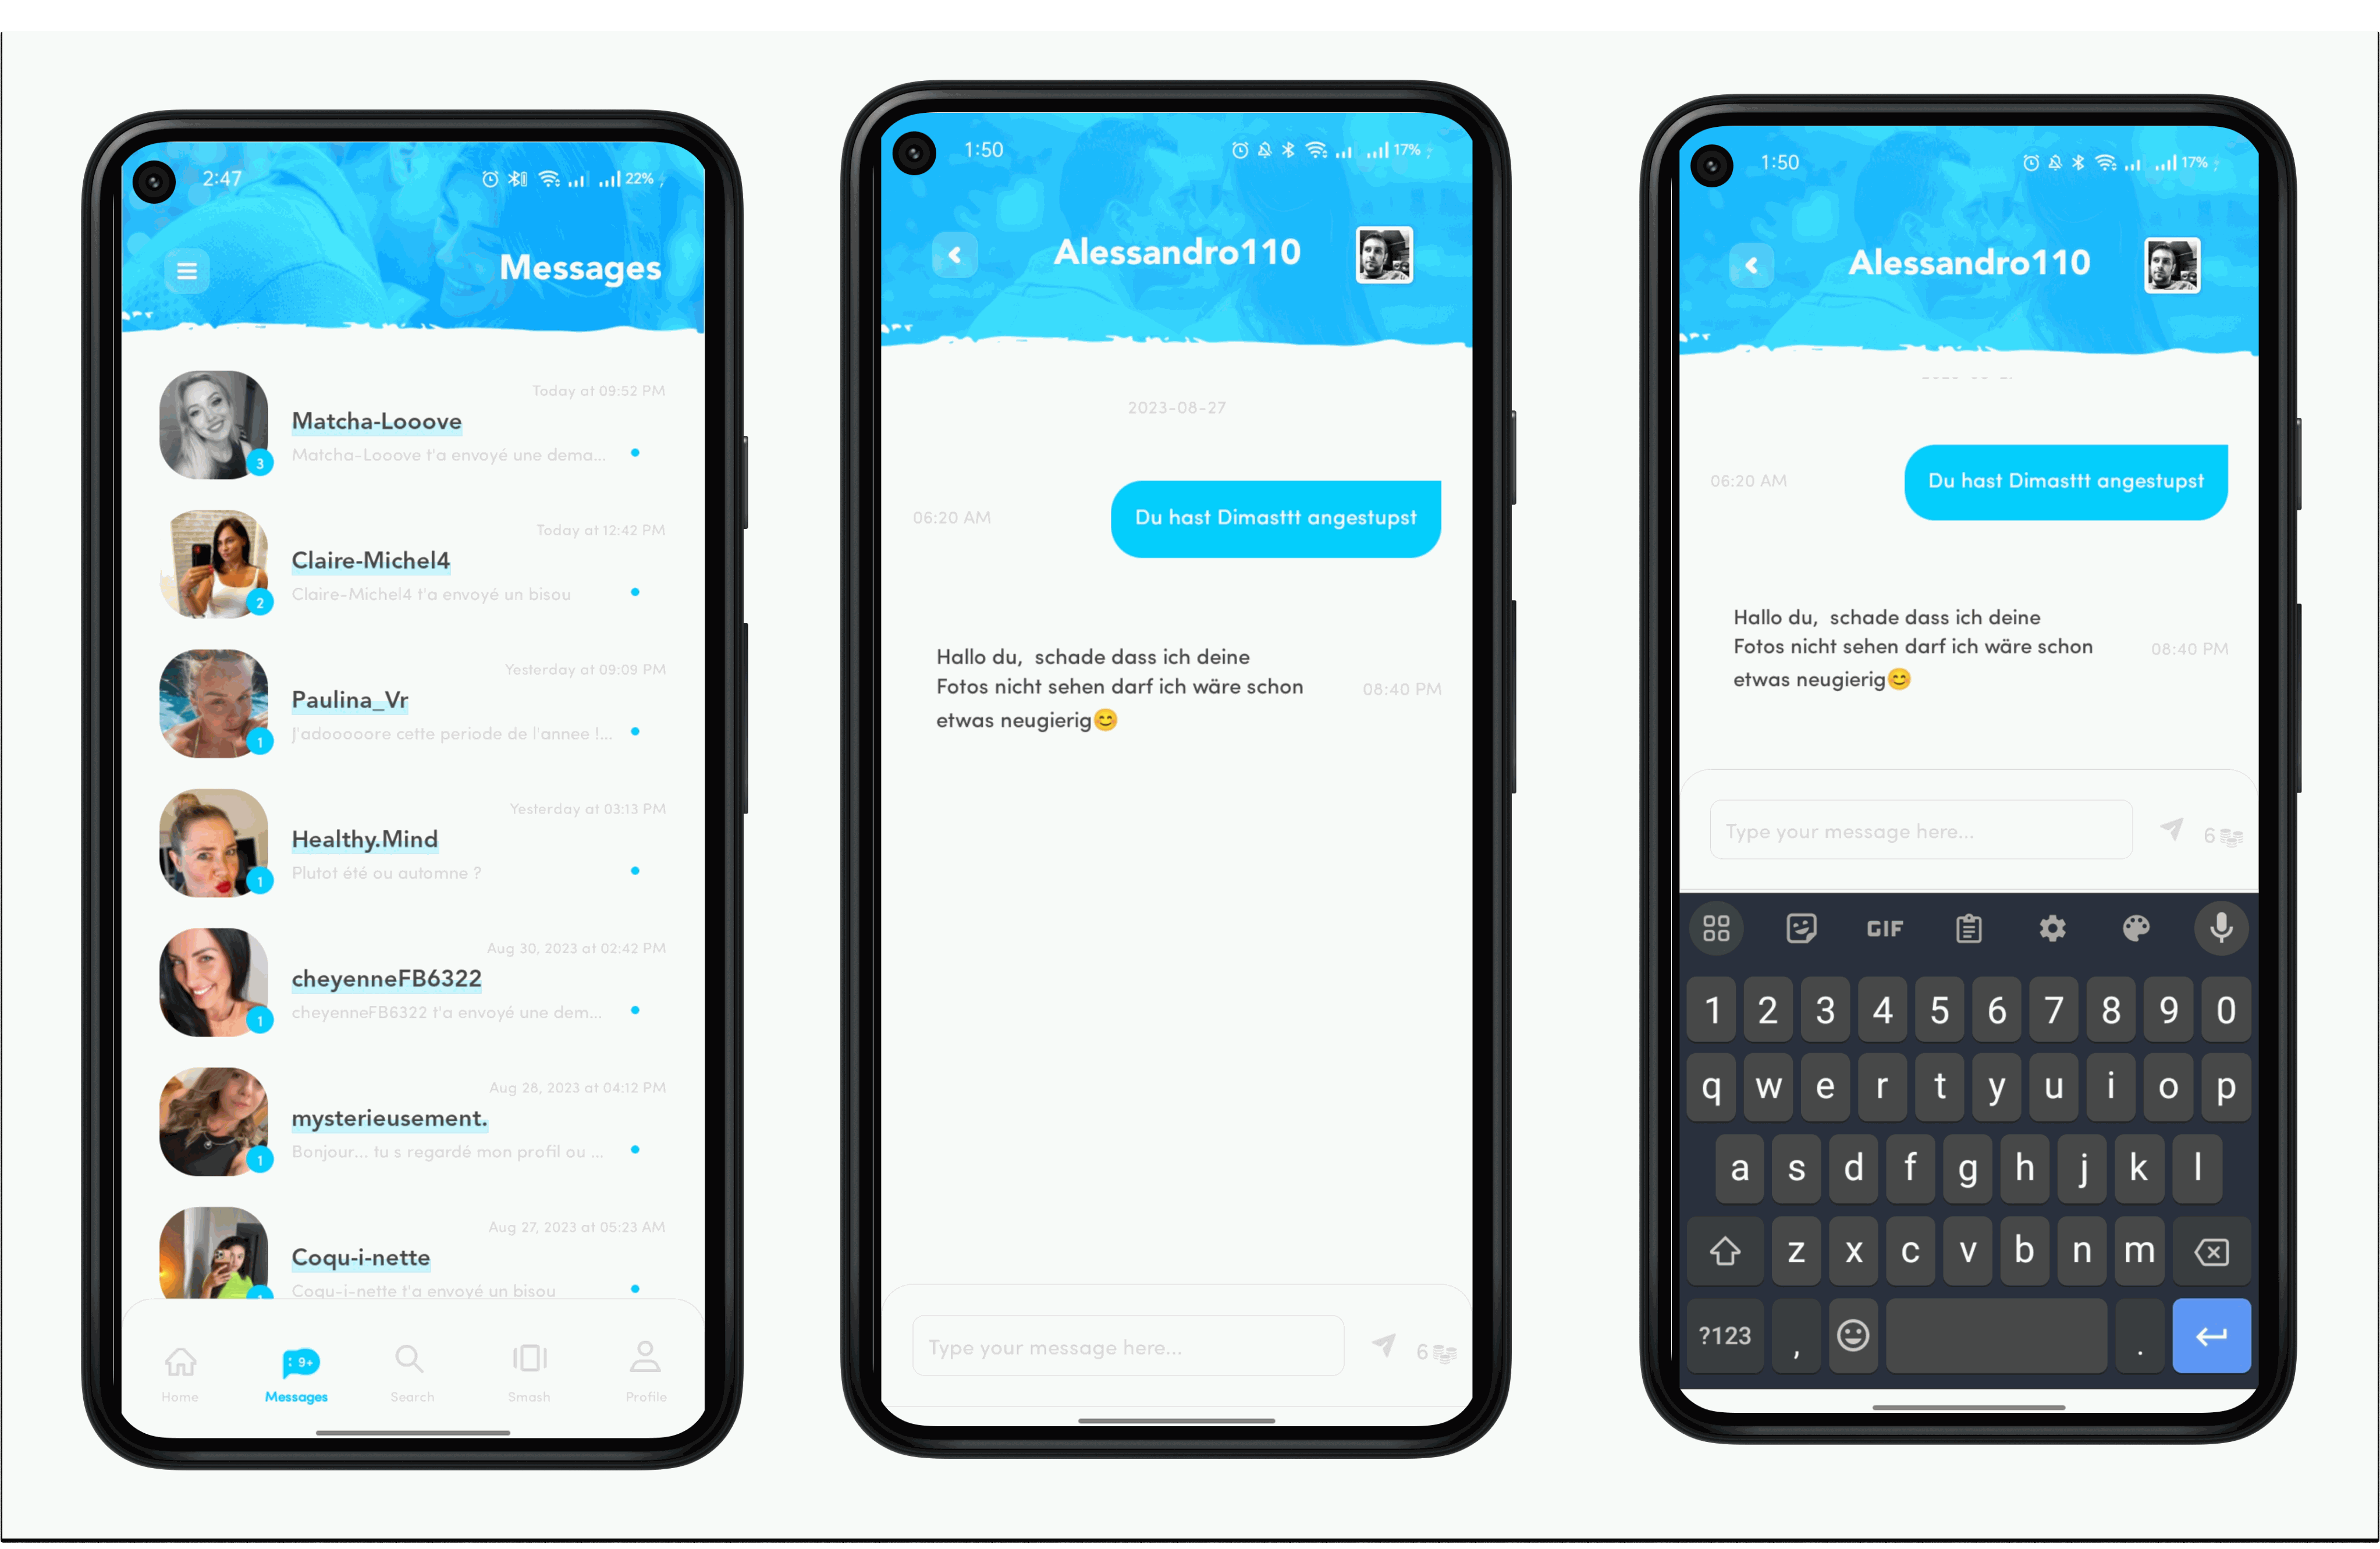 2:47
22%
Messages
Today at 09:52 PM
Matcha-Looove
Matcha-Looove t'a envoyé une dema...
3
Today at 12:42 PM
Claire-Michel4
Claire-Michel4 t'a envoyé un bisou
2
Yesterday at 09:09 PM
Paulina_Vr
J'adooooore cette periode de l'annee !...
1
Yesterday at 03:13 PM
Healthy.Mind
Plutot été ou automne ?
1
Aug 30, 2023 at 02:42 PM
cheyenneFB6322
cheyenneFB6322 t'a envoyé une dem...
1
Aug 28, 2023 at 04:12 PM
mysterieusement.
Bonjour... tu s regardé mon profil ou ...
1
Aug 27, 2023 at 05:23 AM
Coqu-i-nette
Coqu-i-nette t'a envoyé un bisou
: 9+
Home Messages Search Smash Profile
1:50
17%
Alessandro110
2023-08-27
06:20 AM
Du hast Dimasttt angestupst
Hallo du,  schade dass ich deine
Fotos nicht sehen darf ich wäre schon
etwas neugierig😊
08:40 PM
Type your message here...
6
1:50
17%
Alessandro110
06:20 AM
Du hast Dimasttt angestupst
Hallo du,  schade dass ich deine
Fotos nicht sehen darf ich wäre schon
etwas neugierig😊
08:40 PM
Type your message here...
6
GIF
1 2 3 4 5 6 7 8 9 0
q w e r t y u i o p
a s d f g h j k l
z x c v b n m
?123 , .